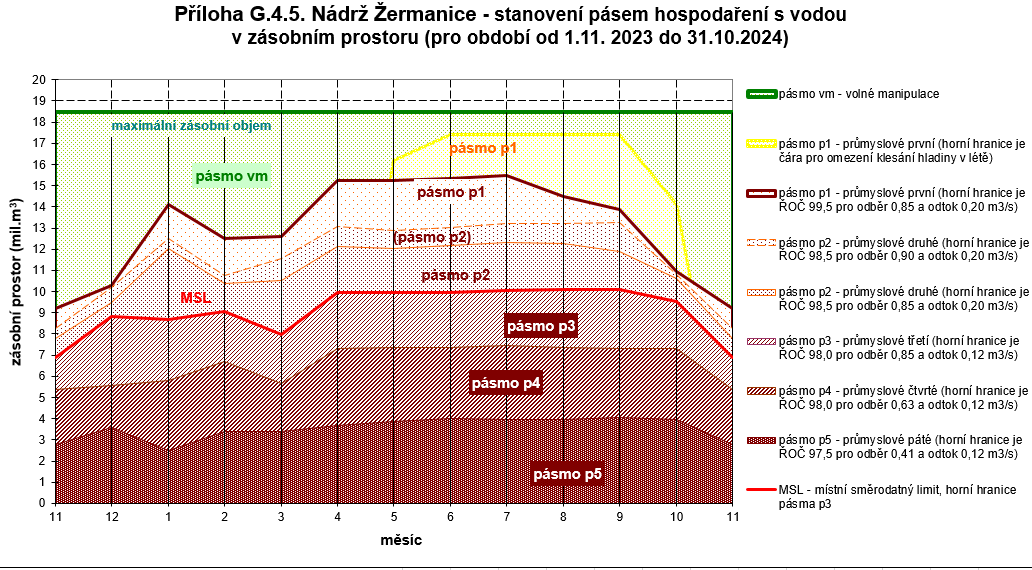 Příloha G.4.5. Nádrž Žermanice - stanovení pásem hospodaření s vodou
v zásobním prostoru (pro období od 1.11. 2023 do 31.10.2024)
zásobní prostor (mil.m³)
20
19
18
17
16
15
14
13
12
11
10
9
8
7
6
5
4
3
2
1
0
maximální zásobní objem
pásmo vm
pásmo p1
pásmo p1
(pásmo p2)
pásmo p2
MSL
pásmo p3
pásmo p4
pásmo p5
11 12 1 2 3 4 5 6 7 8 9 10 11
měsíc
pásmo vm - volné manipulace
pásmo p1 - průmyslové první (horní hranice je
čára pro omezení klesání hladiny v létě)
pásmo p1 - průmyslové první (horní hranice je
ŘOČ 99,5 pro odběr 0,85 a odtok 0,20 m3/s)
pásmo p2 - průmyslové druhé (horní hranice je
ŘOČ 98,5 pro odběr 0,90 a odtok 0,20 m3/s)
pásmo p2 - průmyslové druhé (horní hranice je
ŘOČ 98,5 pro odběr 0,85 a odtok 0,20 m3/s)
pásmo p3 - průmyslové třetí (horní hranice je
ŘOČ 98,0 pro odběr 0,85 a odtok 0,12 m3/s)
pásmo p4 - průmyslové čtvrté (horní hranice je
ŘOČ 98,0 pro odběr 0,63 a odtok 0,12 m3/s)
pásmo p5 - průmyslové páté (horní hranice je
ŘOČ 97,5 pro odběr 0,41 a odtok 0,12 m3/s)
MSL - místní směrodatný limit, horní hranice
pásma p3